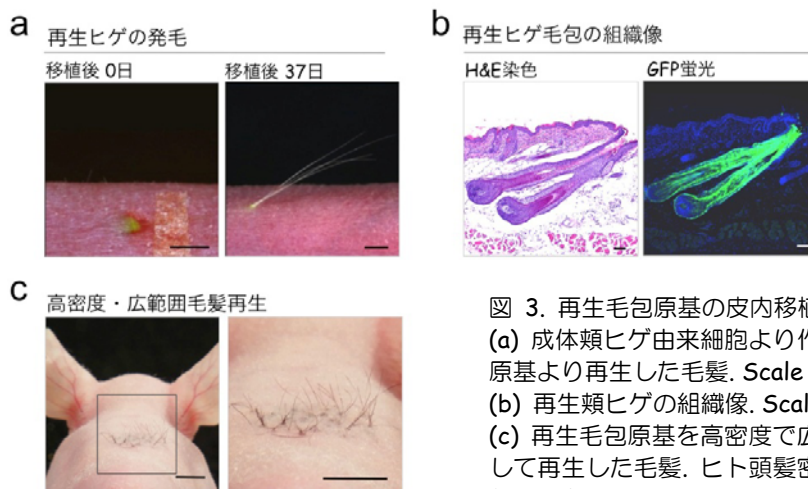 a 再生ヒゲの発毛
移植後 0日 移植後 37日
b 再生ヒゲ毛包の組織像
H&E染色 GFP蛍光
c 高密度・広範囲毛髪再生
図 3. 再生毛包原基の皮内移植
(a) 成体頬ヒゲ由来細胞より作
原基より再生した毛髪. Scale
(b) 再生頬ヒゲの組織像. Scal
(c) 再生毛包原基を高密度で広
して再生した毛髪. ヒト頭髪密